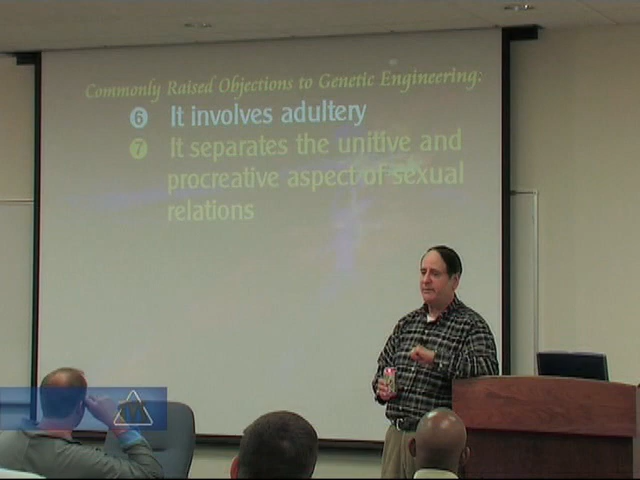 Commonly Raised Objections to Genetic Engineering:
6 It involves adultery
7 It separates the unitive and
procreative aspect of sexual
relations